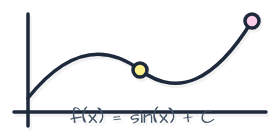 f(x) = sin(x) + C